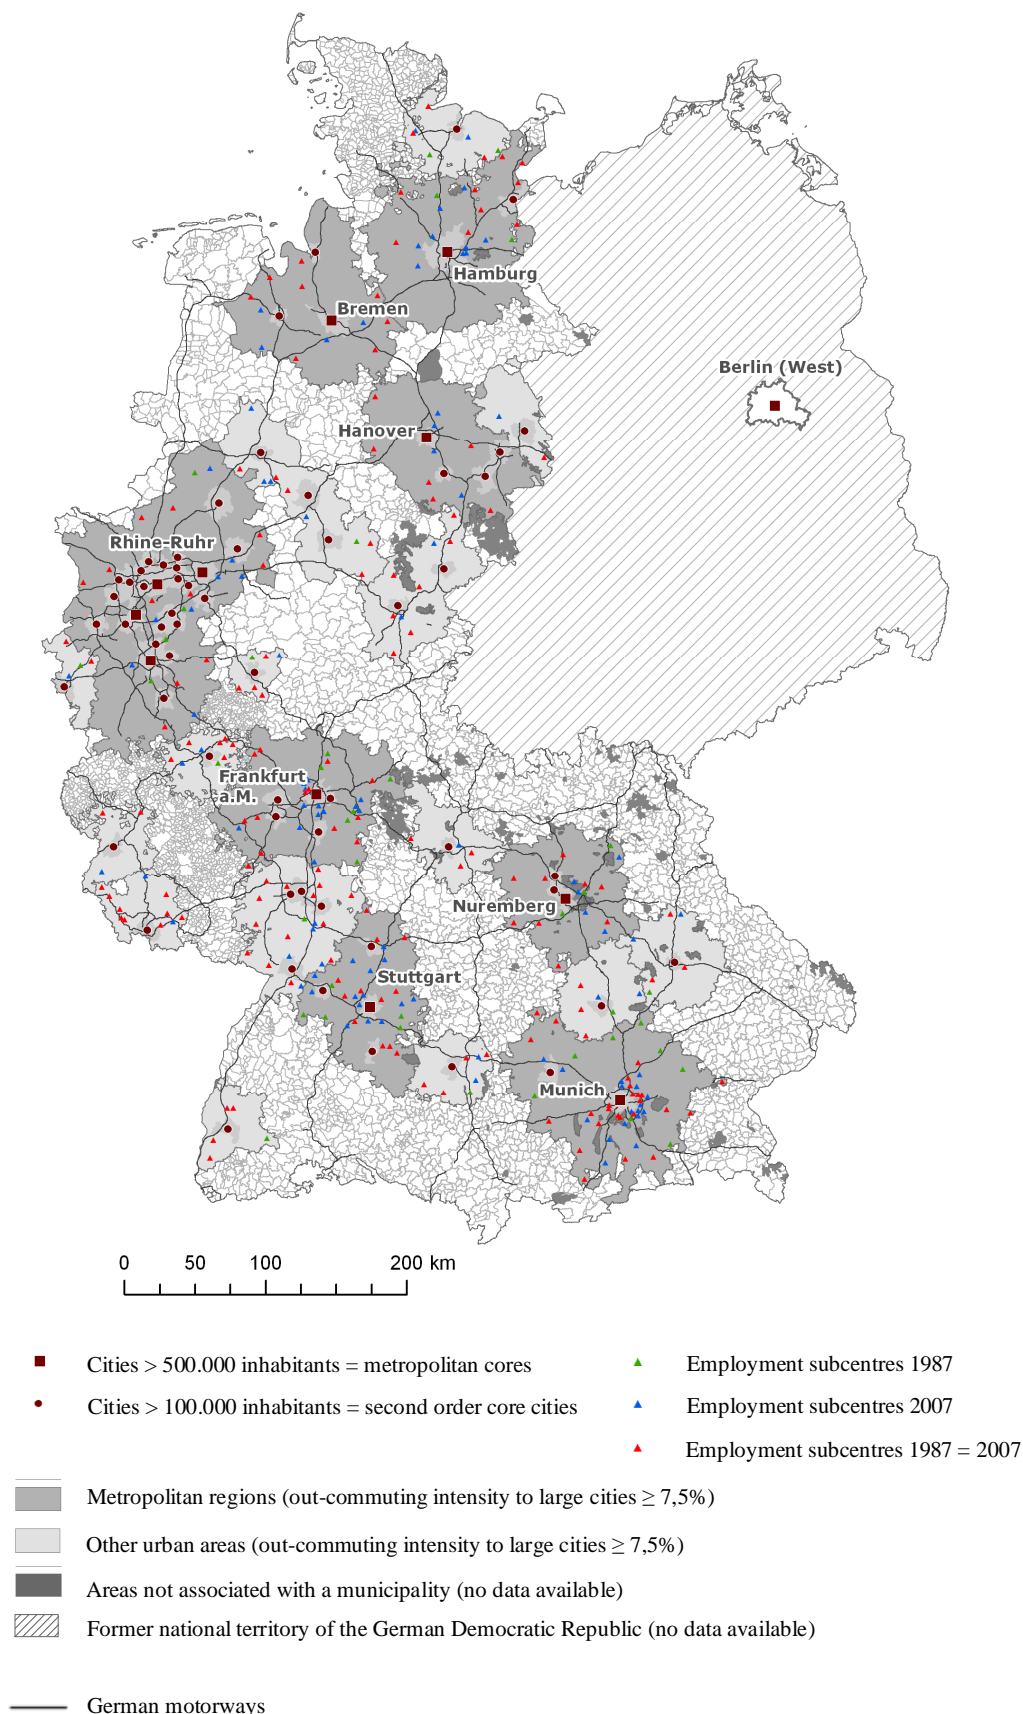 Hamburg
Bremen
Berlin (West)
Hanover
Rhine-Ruhr
Frankfurt
a.M.
Nuremberg
Stuttgart
Munich
0 50 100 200 km
Cities > 500.000 inhabitants = metropolitan cores
Employment subcentres 1987
Cities > 100.000 inhabitants = second order core cities
Employment subcentres 2007
Employment subcentres 1987 = 2007
Metropolitan regions (out-commuting intensity to large cities ≥ 7,5%)
Other urban areas (out-commuting intensity to large cities ≥ 7,5%)
Areas not associated with a municipality (no data available)
Former national territory of the German Democratic Republic (no data available)
German motorways